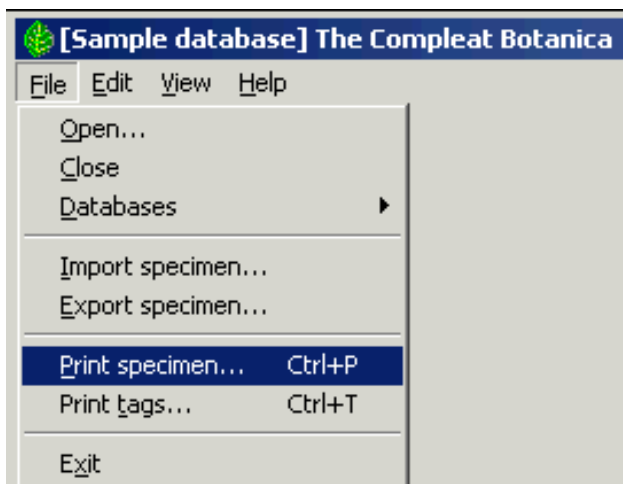 [Sample database] The Compleat Botanica
File Edit View Help
Open...
Close
Databases
Import specimen...
Export specimen...
Print specimen... Ctrl+P
Print tags... Ctrl+T
Exit